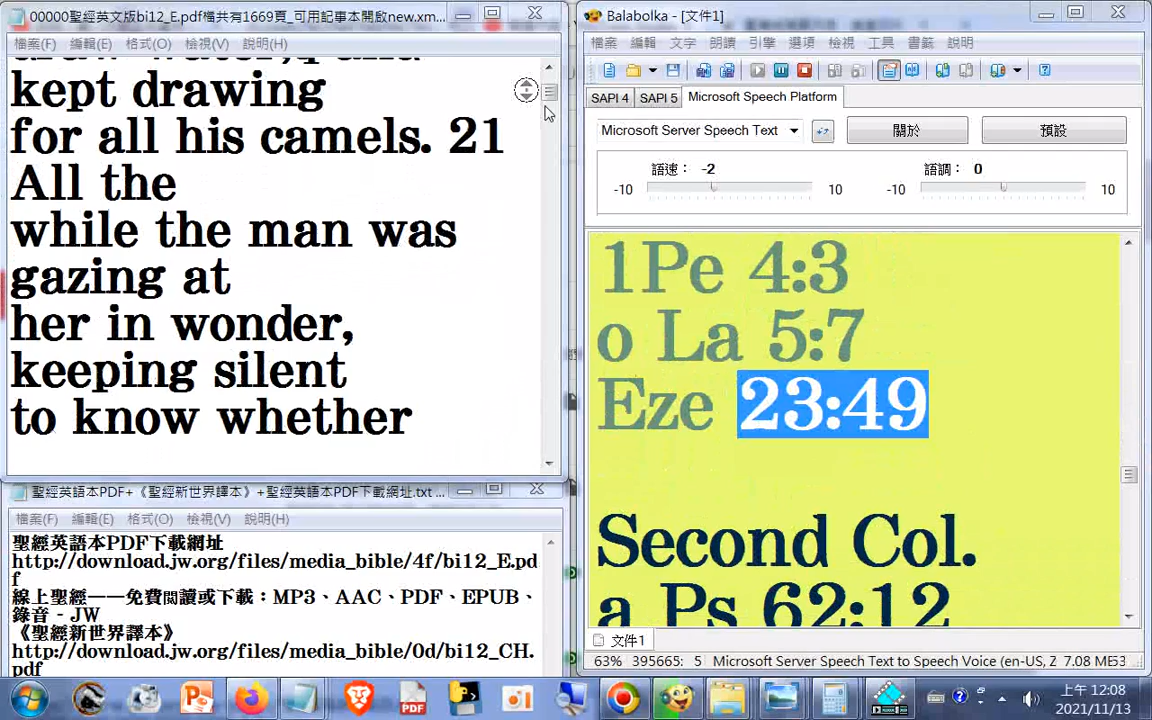 00000聖經英文版bi12_E.pdf檔共有1669頁_可用記事本開啟new.xm...
檔案(F) 編輯(E) 格式(O) 檢視(V) 說明(H)
kept drawing
for all his camels. 21
All the
while the man was
gazing at
her in wonder,
keeping silent
to know whether
聖經英語本PDF+《聖經新世界譯本》+聖經英語本PDF下載網址.txt ...
檔案(F) 編輯(E) 格式(O) 檢視(V) 說明(H)
聖經英語本PDF下載網址
http://download.jw.org/files/media_bible/4f/bi12_E.pd
f
線上聖經——免費閱讀或下載：MP3、AAC、PDF、EPUB、
錄音 - JW
《聖經新世界譯本》
http://download.jw.org/files/media_bible/0d/bi12_CH.
pdf
Balabolka - [文件1]
檔案 編輯 文字 朗讀 引擎 選項 檢視 工具 書籤 說明
SAPI 4 SAPI 5 Microsoft Speech Platform
Microsoft Server Speech Text 關於 預設
語速： -2 語調： 0
-10 10 -10 10
1Pe 4:3
o La 5:7
Eze 23:49
Second Col.
a Ps 62:12
文件1
63% 395665: 5 Microsoft Server Speech Text to Speech Voice (en-US, Z 7.08 ME53
上午 12:08
2021/11/13